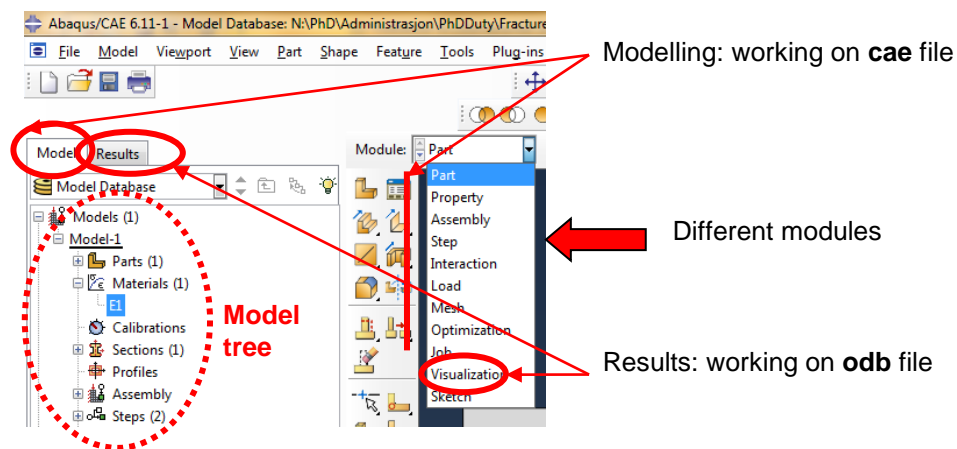 Abaqus/CAE 6.11-1 - Model Database: N:\PhD\Administrasjon\PhDDuty\Fracture
File Model Viewport View Part Shape Feature Tools Plug-ins
Modelling: working on cae file
Model Results
Module: Part
Model Database
Models (1)
Model-1
Parts (1)
Materials (1)
E1
Calibrations
Sections (1)
Profiles
Assembly
Steps (2)
Model
tree
Part
Property
Assembly
Step
Interaction
Load
Mesh
Optimization
Job
Visualization
Sketch
Different modules
Results: working on odb file